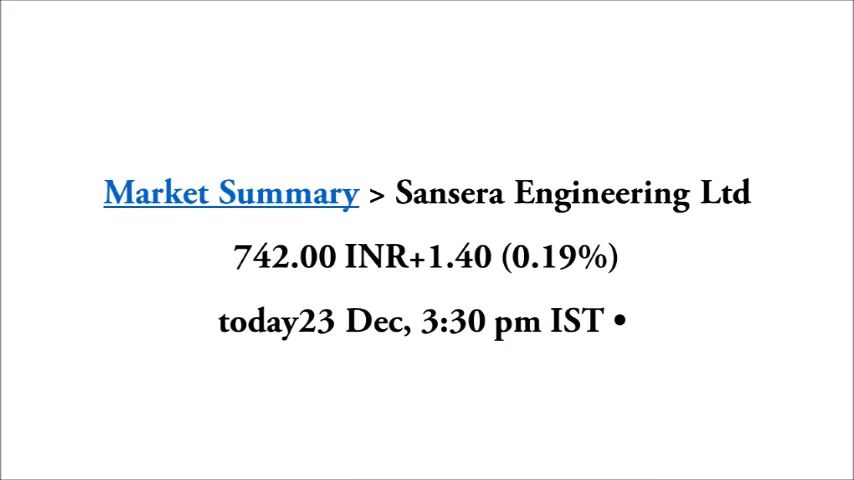 Market Summary > Sansera Engineering Ltd
742.00 INR+1.40 (0.19%)
today23 Dec, 3:30 pm IST •